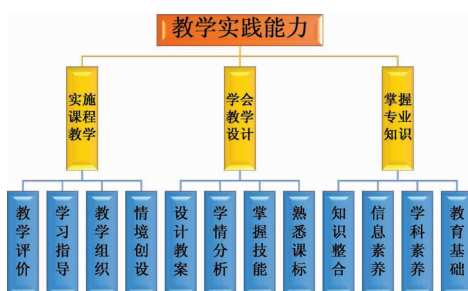 教学实践能力
实施
课程
教学
学会
教学
设计
掌握
专业
知识
教学评价
学习指导
教学组织
情境创设
设计教案
学情分析
掌握技能
熟悉课标
知识整合
信息素养
学科素养
教育基础